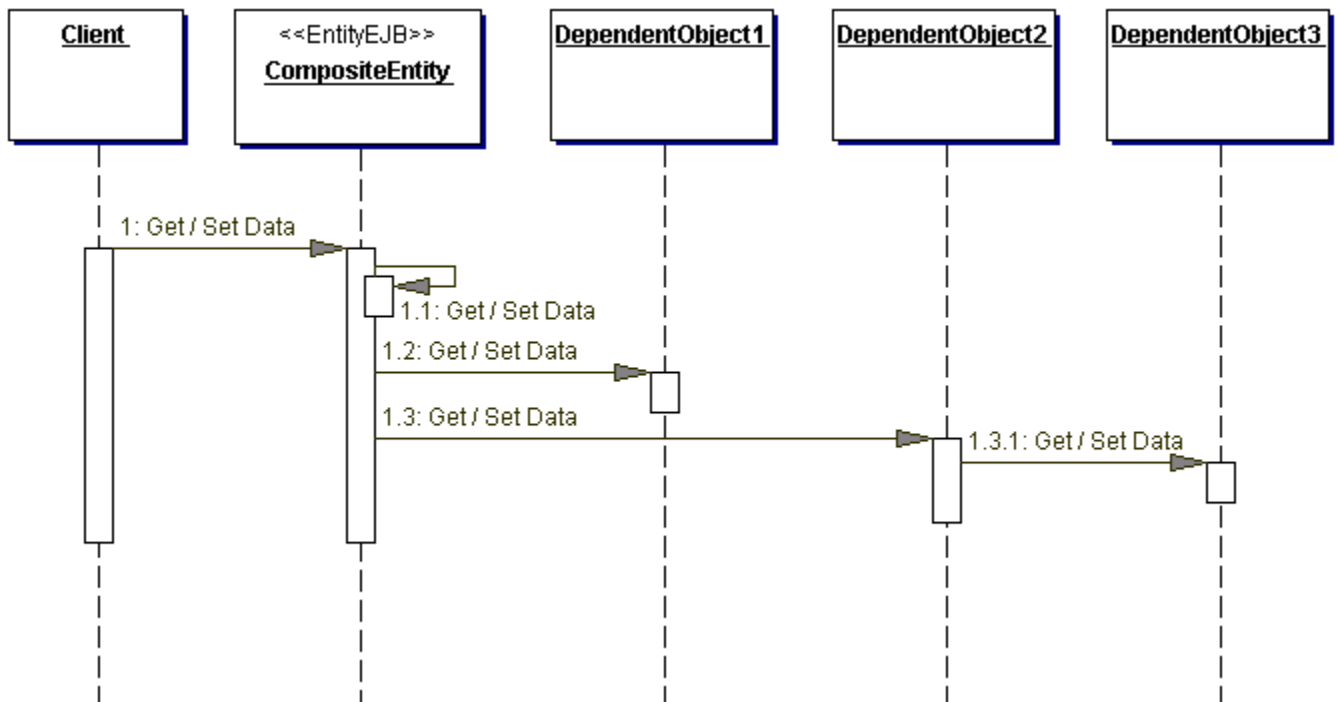 Client
<<EntityEJB>>
CompositeEntity
DependentObject1
DependentObject2
DependentObject3
1: Get / Set Data
1.1: Get / Set Data
1.2: Get / Set Data
1.3: Get / Set Data
1.3.1: Get / Set Data